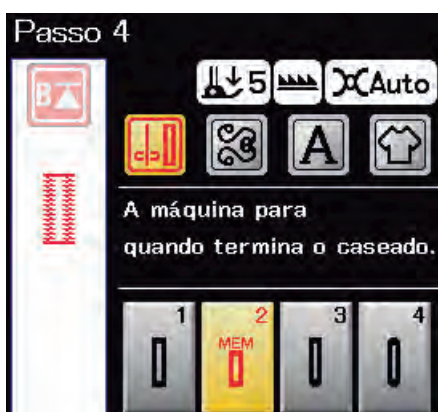 Passo 4
B
5
Auto
A
A máquina para
quando termina o caseado.
1
2
3
4
MEM